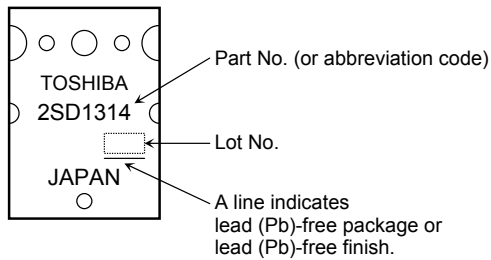 TOSHIBA
2SD1314
JAPAN
Part No. (or abbreviation code)
Lot No.
A line indicates
lead (Pb)-free package or
lead (Pb)-free finish.